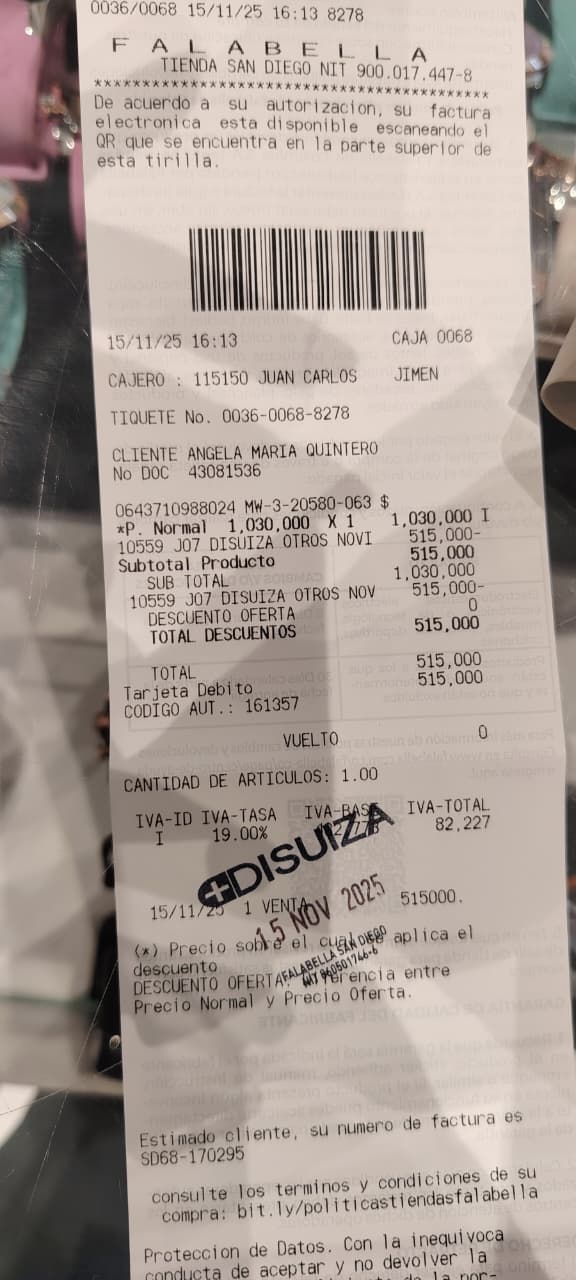 0036/0068 15/11/25 16:13 8278
FALABELLA
TIENDA SAN DIEGO NIT 900.017.447-8
******************************************
De acuerdo a su autorizacion, su factura
electronica esta disponible escaneando el
QR que se encuentra en la parte superior de
esta tirilla.
15/11/25 16:13 CAJA 0068
CAJERO : 115150 JUAN CARLOS JIMEN
TIQUETE No. 0036-0068-8278
CLIENTE ANGELA MARIA QUINTERO
No DOC 43081536
0643710988024 MW-3-20580-063 $
*P. Normal 1,030,000 X 1 1,030,000 I
10559 J07 DISUIZA OTROS NOVI 515,000-
Subtotal Producto 515,000
SUB TOTAL 1,030,000
10559 J07 DISUIZA OTROS NOV 515,000-
DESCUENTO OFERTA 0
TOTAL DESCUENTOS 515,000
TOTAL 515,000
Tarjeta Debito 515,000
CODIGO AUT.: 161357
VUELTO 0
CANTIDAD DE ARTICULOS: 1.00
IVA-ID IVA-TASA IVA-BASE IVA-TOTAL
I 19.00% 82,227
DISUIZA
15/11/25 1 VENTA 515000.
15 NOV 2025
(*) Precio sobre el cual se aplica el
descuento
FALABELLA SAN DIEGO
DESCUENTO OFERTA
entre
Precio Normal y Precio Oferta.
Estimado cliente, su numero de factura es
SD68-170295
consulte los terminos y condiciones de su
compra: bit.ly/politicastiendasfalabella
Proteccion de Datos. Con la inequivoca
conducta de aceptar y no devolver la